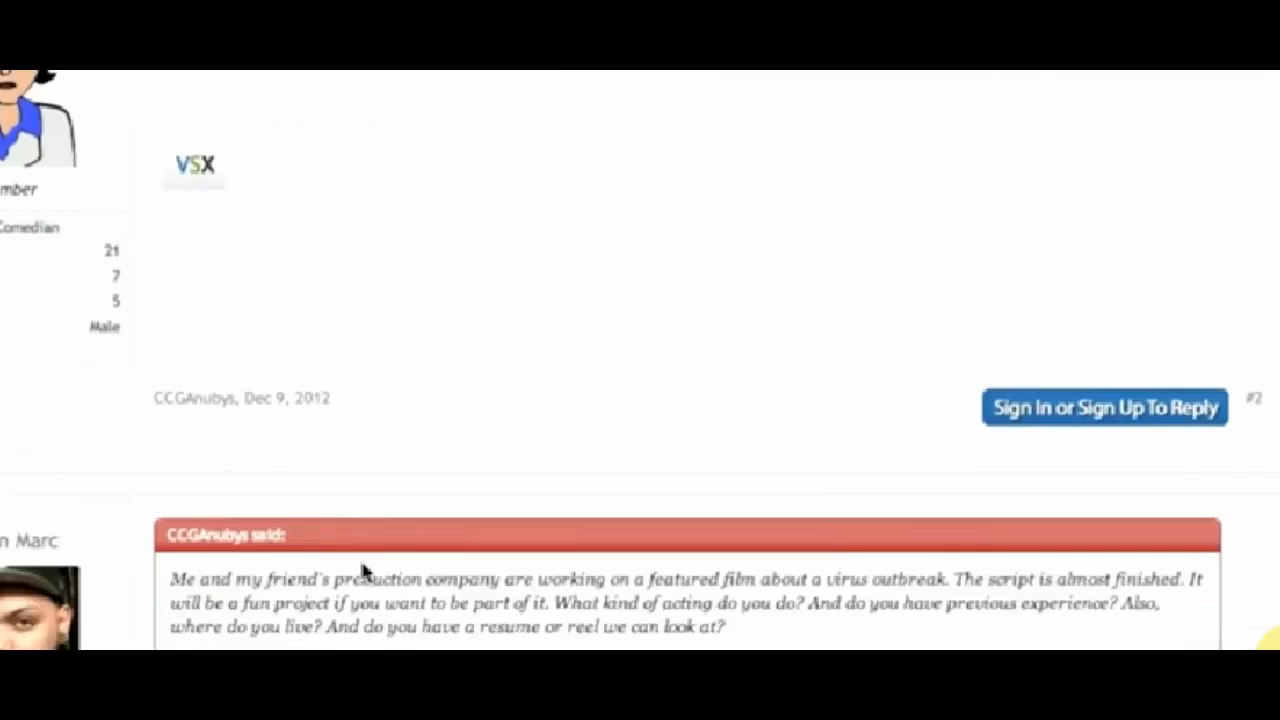 VSX
mber
Comedian
21
7
5
Male
CCGAnubys, Dec 9, 2012
Sign In or Sign Up To Reply
#2
n Marc
CCGAnubys said:
Me and my friend's production company are working on a featured film about a virus outbreak. The script is almost finished. It
will be a fun project if you want to be part of it. What kind of acting do you do? And do you have previous experience? Also,
where do you live? And do you have a resume or reel we can look at?